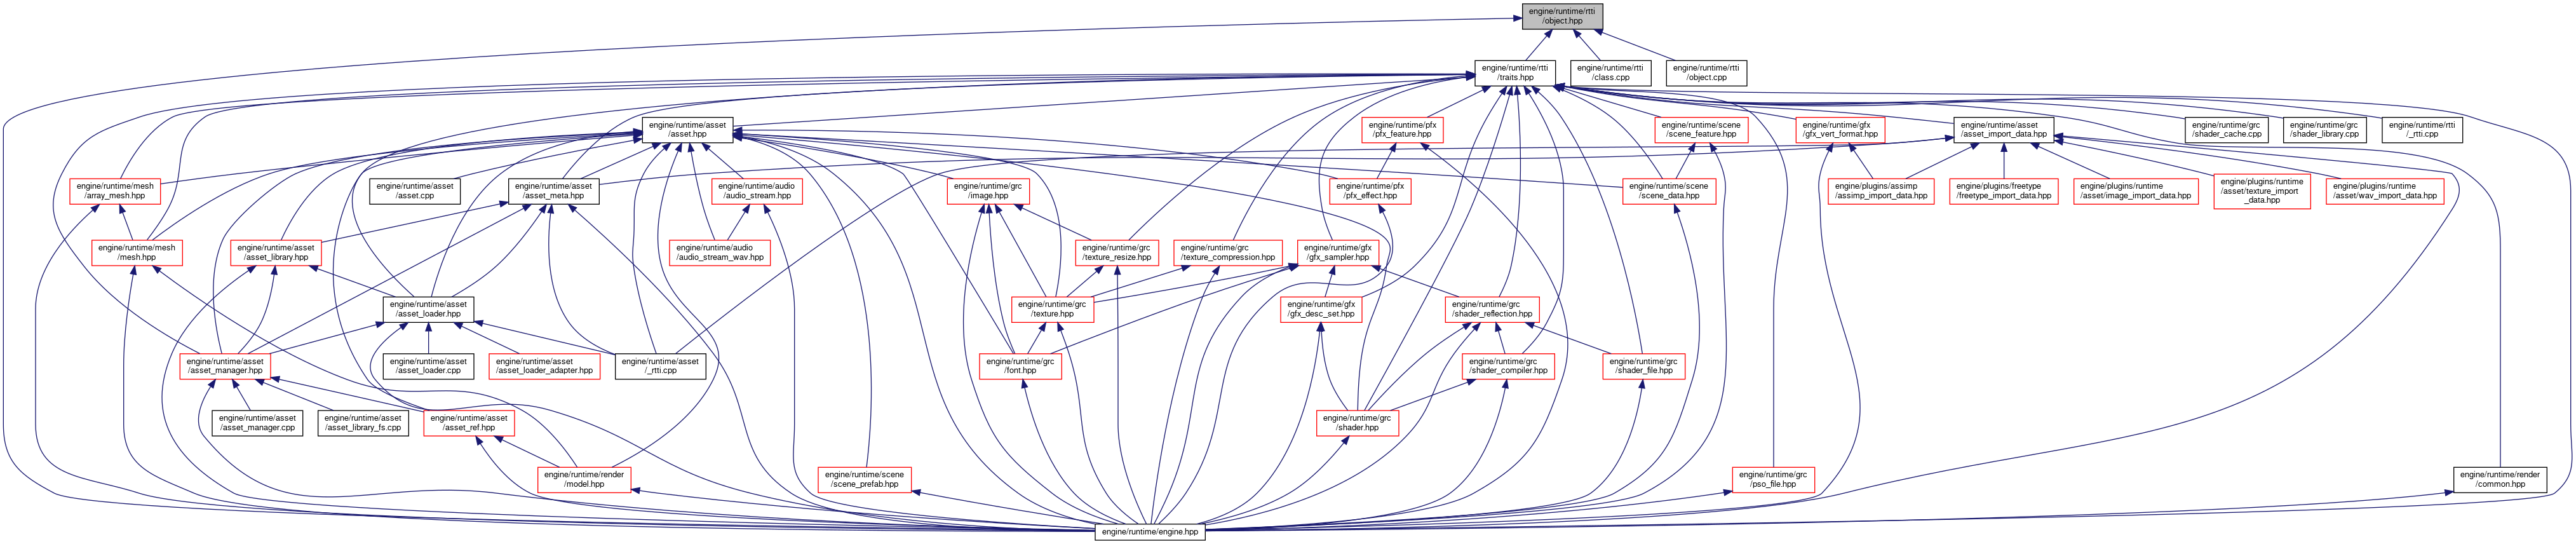 engine/runtime/rtti
/object.hpp
engine/runtime/rtti
/traits.hpp
engine/runtime/rtti
/class.cpp
engine/runtime/rtti
/object.cpp
engine/runtime/asset
/asset.hpp
engine/runtime/pfx
/pfx_feature.hpp
engine/runtime/scene
/scene_feature.hpp
engine/runtime/gfx
/gfx_vert_format.hpp
engine/runtime/asset
/asset_import_data.hpp
engine/runtime/grc
/shader_cache.cpp
engine/runtime/grc
/shader_library.cpp
engine/runtime/rtti
/_rtti.cpp
engine/runtime/mesh
/array_mesh.hpp
engine/runtime/asset
/asset.cpp
engine/runtime/asset
/asset_meta.hpp
engine/runtime/audio
/audio_stream.hpp
engine/runtime/grc
/image.hpp
engine/runtime/pfx
/pfx_effect.hpp
engine/runtime/scene
/scene_data.hpp
engine/plugins/assimp
/assimp_import_data.hpp
engine/plugins/freetype
/freetype_import_data.hpp
engine/plugins/runtime
asset/image_import_data.hpp
engine/plugins/runtime
/asset/texture_import
_data.hpp
engine/plugins/runtime
/asset/wav_import_data.hpp
engine/runtime/mesh
/mesh.hpp
engine/runtime/asset
/asset_library.hpp
engine/runtime/audio
/audio_stream_wav.hpp
engine/runtime/grc
/texture_resize.hpp
engine/runtime/grc
/texture_compression.hpp
engine/runtime/gfx
/gfx_sampler.hpp
engine/runtime/asset
/asset_loader.hpp
engine/runtime/grc
/texture.hpp
engine/runtime/gfx
/gfx_desc_set.hpp
engine/runtime/grc
/shader_reflection.hpp
engine/runtime/asset
/asset_manager.hpp
engine/runtime/asset
/asset_loader.cpp
engine/runtime/asset
/asset_loader_adapter.hpp
engine/runtime/asset
/_rtti.cpp
engine/runtime/grc
/font.hpp
engine/runtime/grc
/shader_compiler.hpp
engine/runtime/grc
/shader_file.hpp
engine/runtime/asset
/asset_manager.cpp
engine/runtime/asset
/asset_library_fs.cpp
engine/runtime/asset
/asset_ref.hpp
engine/runtime/grc
/shader.hpp
engine/runtime/render
/model.hpp
engine/runtime/scene
/scene_prefab.hpp
engine/runtime/grc
/pso_file.hpp
engine/runtime/render
/common.hpp
engine/runtime/engine.hpp